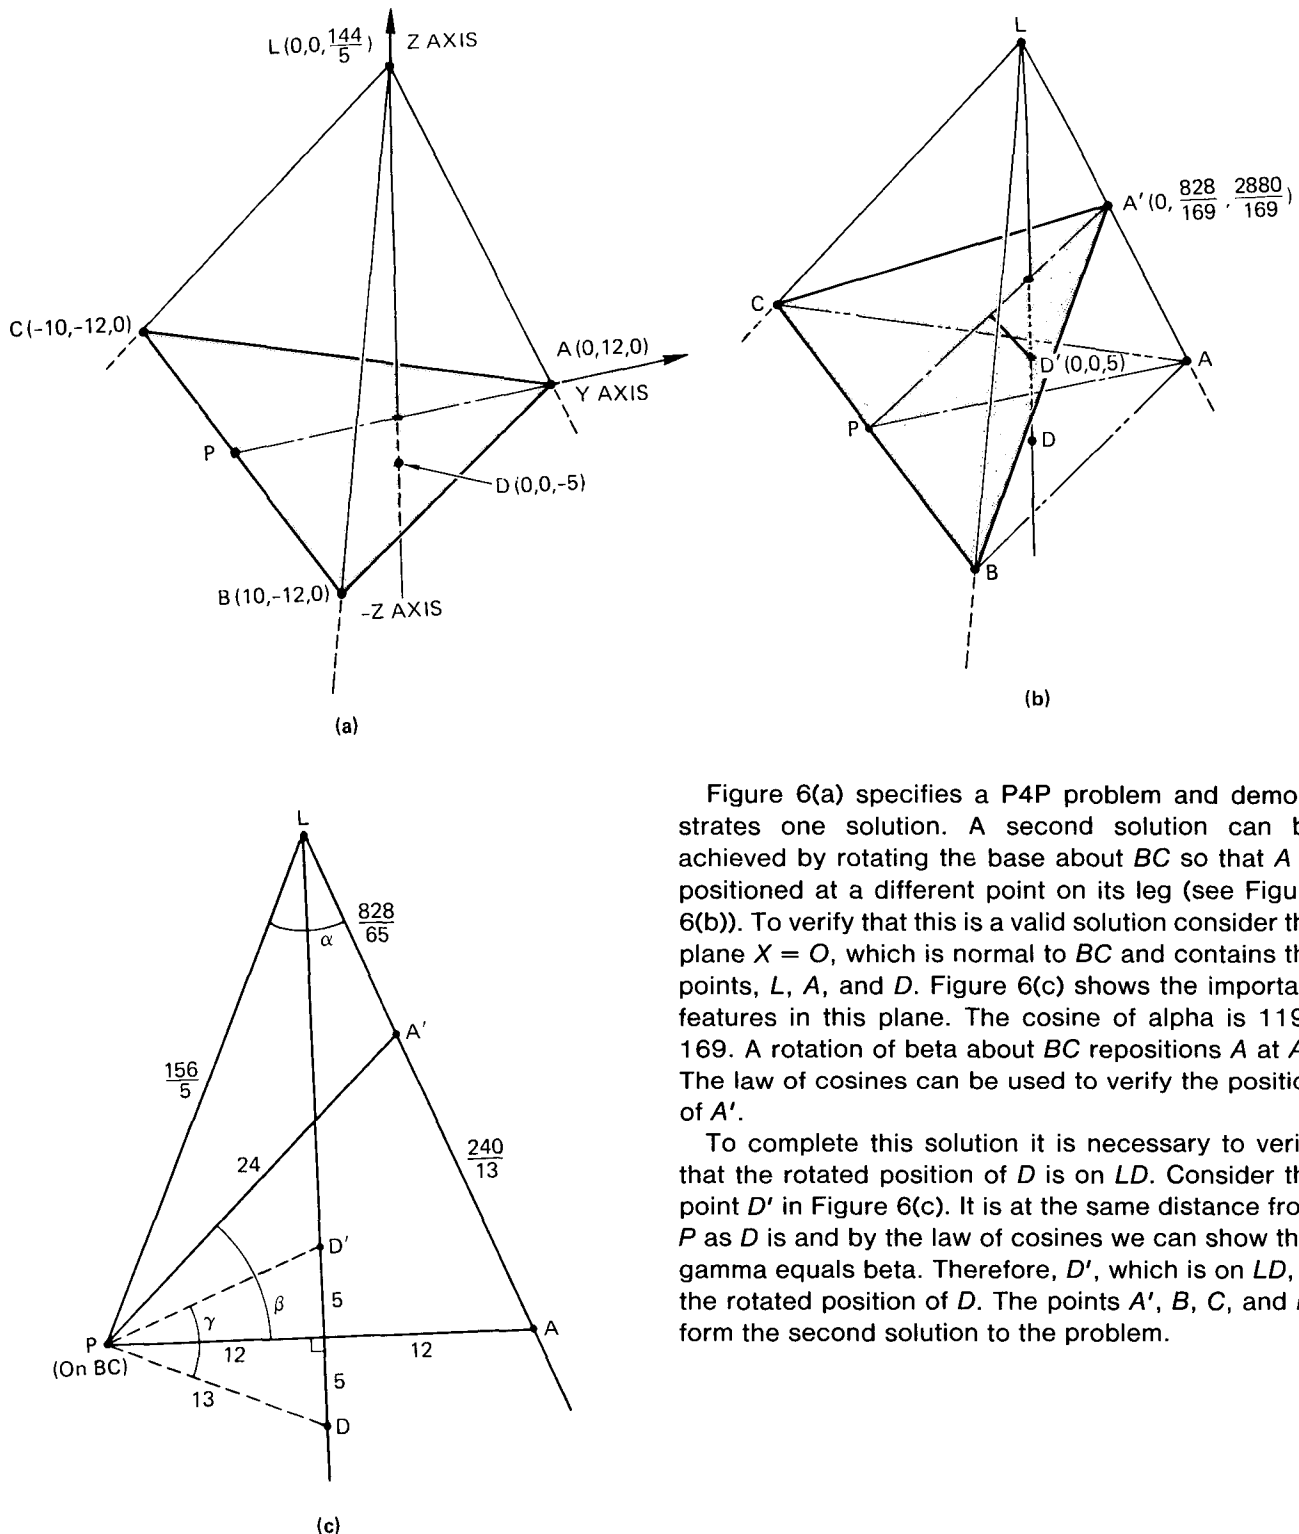 L(0,0,144/5)
Z AXIS
C(-10,-12,0)
A(0,12,0)
Y AXIS
P
D(0,0,-5)
B(10,-12,0)
-Z AXIS
(a)
L
A′(0, 828/169, 2880/169)
C
D′(0,0,5)
A
P
D
B
(b)
L
828/65
α
A′
156/5
240/13
24
D′
5
β
γ
P
(On BC)
12
12
A
13
5
D
(c)
Figure 6(a) specifies a P4P problem and demo
strates one solution. A second solution can b
achieved by rotating the base about BC so that A
positioned at a different point on its leg (see Figu
6(b)). To verify that this is a valid solution consider th
plane X = O, which is normal to BC and contains th
points, L, A, and D. Figure 6(c) shows the importa
features in this plane. The cosine of alpha is 119
169. A rotation of beta about BC repositions A at A
The law of cosines can be used to verify the positio
of A′.
To complete this solution it is necessary to veri
that the rotated position of D is on LD. Consider th
point D′ in Figure 6(c). It is at the same distance fro
P as D is and by the law of cosines we can show th
gamma equals beta. Therefore, D′, which is on LD,
the rotated position of D. The points A′, B, C, and
form the second solution to the problem.